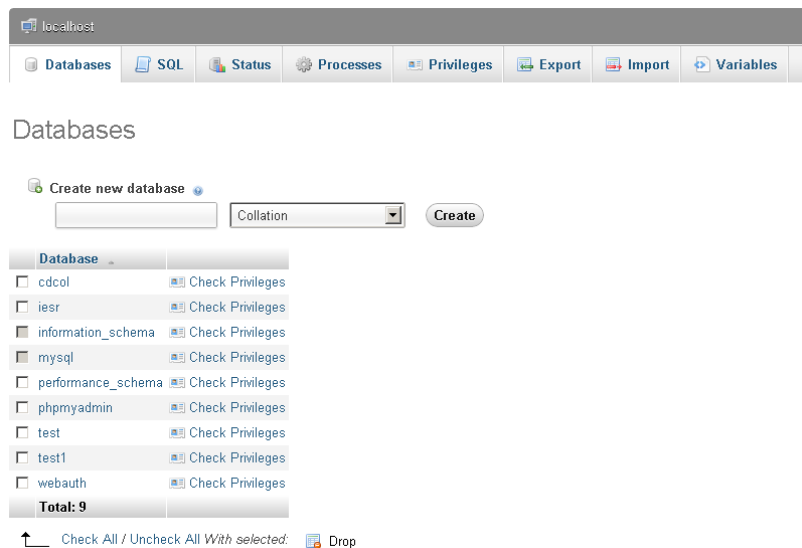 localhost
Databases SQL Status Processes Privileges Export Import Variables
Databases
Create new database
Collation Create
Database
cdcol Check Privileges
iesr Check Privileges
information_schema Check Privileges
mysql Check Privileges
performance_schema Check Privileges
phpmyadmin Check Privileges
test Check Privileges
test1 Check Privileges
webauth Check Privileges
Total: 9
Check All / Uncheck All With selected: Drop